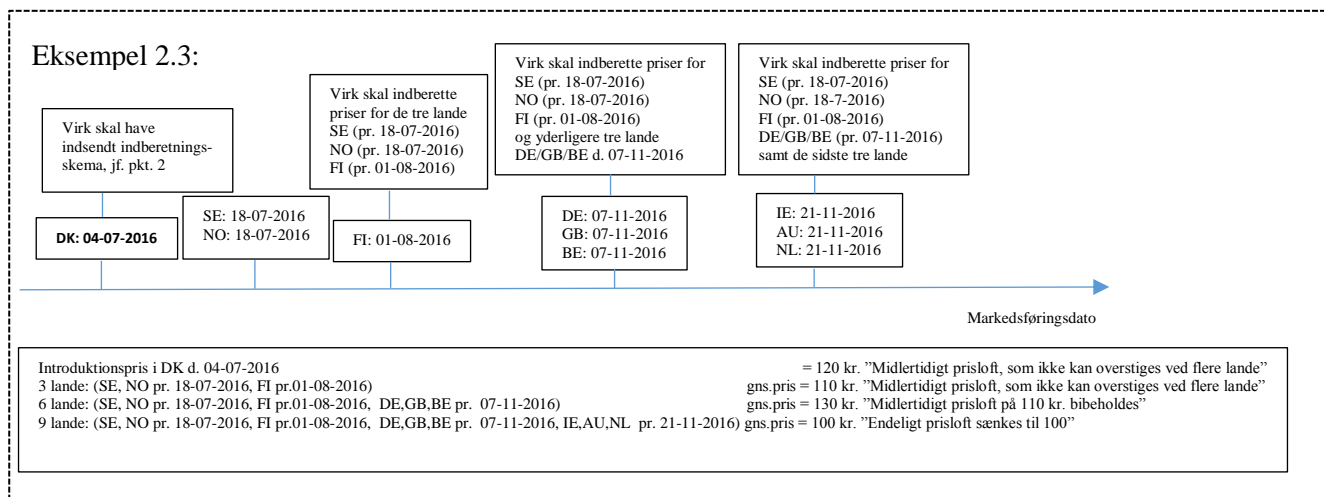 Eksempel 2.3:
Virk skal have
indsendt indberetnings-
skema, jf. pkt. 2
Virk skal indberette
priser for de tre lande
SE (pr. 18-07-2016)
NO (pr. 18-07-2016)
FI (pr. 01-08-2016)
Virk skal indberette priser for
SE (pr. 18-07-2016)
NO (pr. 18-07-2016)
FI (pr. 01-08-2016)
og yderligere tre lande
DE/GB/BE d. 07-11-2016
Virk skal indberette priser for
SE (pr. 18-07-2016)
NO (pr. 18-7-2016)
FI (pr. 01-08-2016)
DE/GB/BE (pr. 07-11-2016)
samt de sidste tre lande
DK: 04-07-2016
SE: 18-07-2016
NO: 18-07-2016
FI: 01-08-2016
DE: 07-11-2016
GB: 07-11-2016
BE: 07-11-2016
IE: 21-11-2016
AU: 21-11-2016
NL: 21-11-2016
Markedsføringsdato
Introduktionspris i DK d. 04-07-2016 = 120 kr. ”Midlertidigt prisloft, som ikke kan overstiges ved flere lande”
3 lande: (SE, NO pr. 18-07-2016, FI pr.01-08-2016) gns.pris = 110 kr. ”Midlertidigt prisloft, som ikke kan overstiges ved flere lande”
6 lande: (SE, NO pr. 18-07-2016, FI pr.01-08-2016, DE,GB,BE pr. 07-11-2016) gns.pris = 130 kr. ”Midlertidigt prisloft på 110 kr. bibeholdes”
9 lande: (SE, NO pr. 18-07-2016, FI pr.01-08-2016, DE,GB,BE pr. 07-11-2016, IE,AU,NL pr. 21-11-2016) gns.pris = 100 kr. ”Endeligt prisloft sænkes til 100”